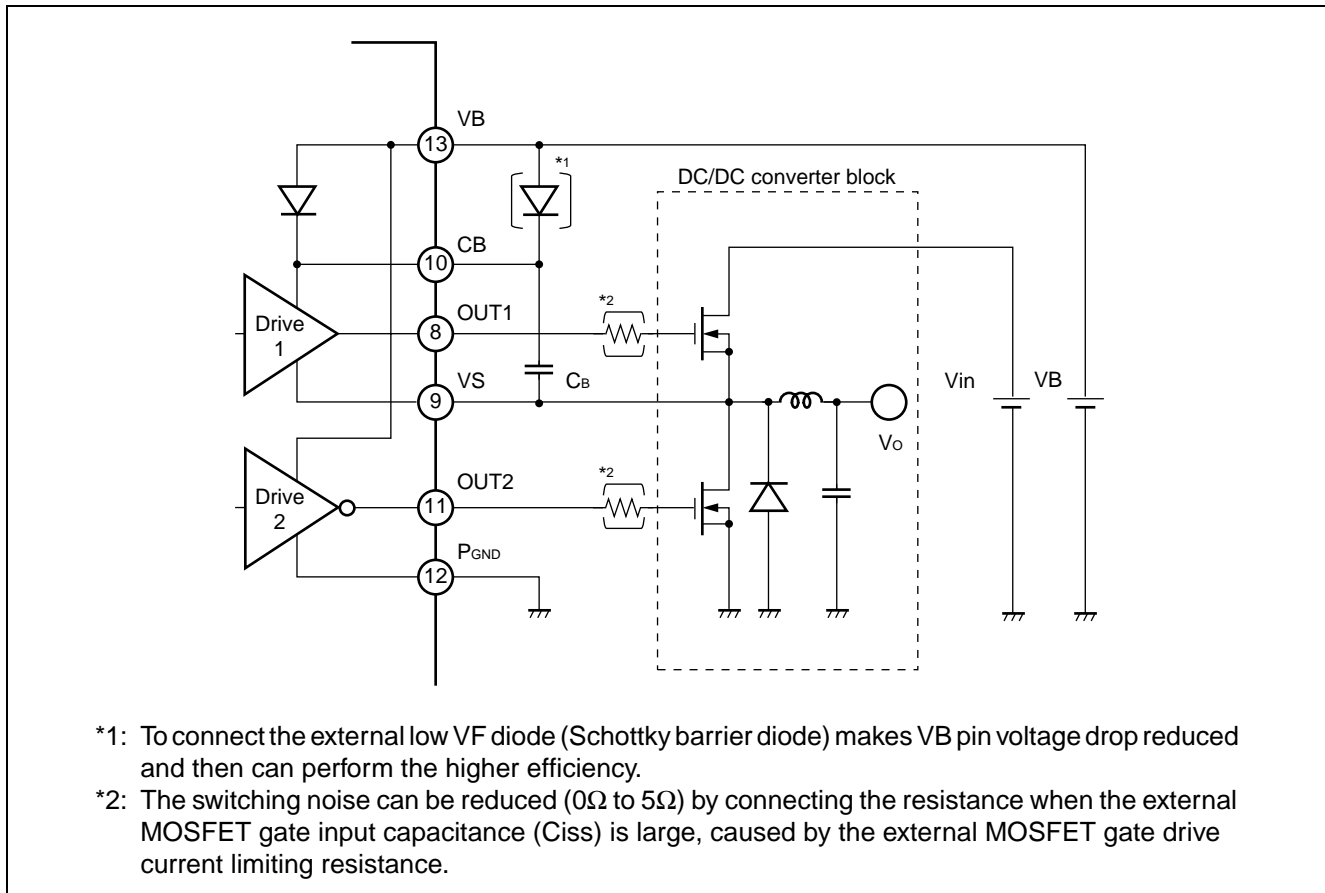 VB
13
*1
DC/DC converter block
CB
10
*2
Drive
1
OUT1
8
VS
9
CB
Vin
VB
VO
*2
Drive
2
OUT2
11
PGND
12
*1: To connect the external low VF diode (Schottky barrier diode) makes VB pin voltage drop reduced
and then can perform the higher efficiency.
*2: The switching noise can be reduced (0Ω to 5Ω) by connecting the resistance when the external
MOSFET gate input capacitance (Ciss) is large, caused by the external MOSFET gate drive
current limiting resistance.